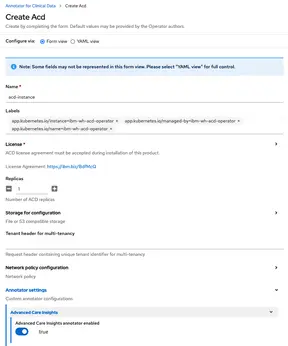 Annotator for Clinical Data > Create Acd
Create Acd
Create by completing the form. Default values may be provided by the Operator authors.
Configure via: Form view YAML view
Note: Some fields may not be represented in this form view. Please select "YAML view" for full control.
Name *
acd-instance
Labels
app.kubernetes.io/instance=ibm-wh-acd-operator × app.kubernetes.io/managed-by=ibm-wh-acd-operator ×
app.kubernetes.io/name=ibm-wh-acd-operator ×
License *
ACD license agreement must be accepted during installation of this product.
License Agreement:
Replicas
1
Number of ACD replicas
Storage for configuration
File or S3 compatible storage
Tenant header for multi-tenancy
Request header containing unique tenant identifier for multi-tenancy
Network policy configuration
Network policy.
Annotator settings
Confirm annotator configurations
Advanced Care Insights
Advanced Care Insights annotator enabled
true